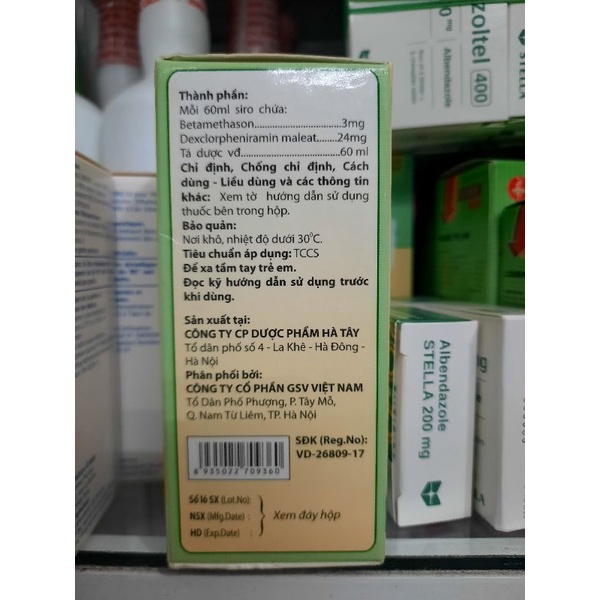 Thành phần:
Mỗi 60ml siro chứa:
Betamethason..............................3mg
Dexclorpheniramin maleat............24mg
Tá dược vđ...................................60 ml
Chỉ định, Chống chỉ định, Cách
dùng - Liều dùng và các thông tin
khác: Xem tờ hướng dẫn sử dụng
thuốc bên trong hộp.
Bảo quản:
Nơi khô, nhiệt độ dưới 30°C.
Tiêu chuẩn áp dụng: TCCS
Để xa tầm tay trẻ em.
Đọc kỹ hướng dẫn sử dụng trước
khi dùng.
Sản xuất tại:
CÔNG TY CP DƯỢC PHẨM HÀ TÂY
Tổ dân phố số 4 - La Khê - Hà Đông -
Hà Nội
Phân phối bởi:
CÔNG TY CỔ PHẦN GSV VIỆT NAM
Tổ Dân Phố Phượng, P. Tây Mỗ,
Q. Nam Từ Liêm, TP. Hà Nội
SĐK (Reg.No):
VD-26809-17
8 935022 709360
Số lô SX (Lot.No):
NSX (Mfg.Date) :
HD (Exp.Date) :
Xem đáy hộp
zoltel 400
Albendazole
STELLA
Albendazole
STELLA 200 mg